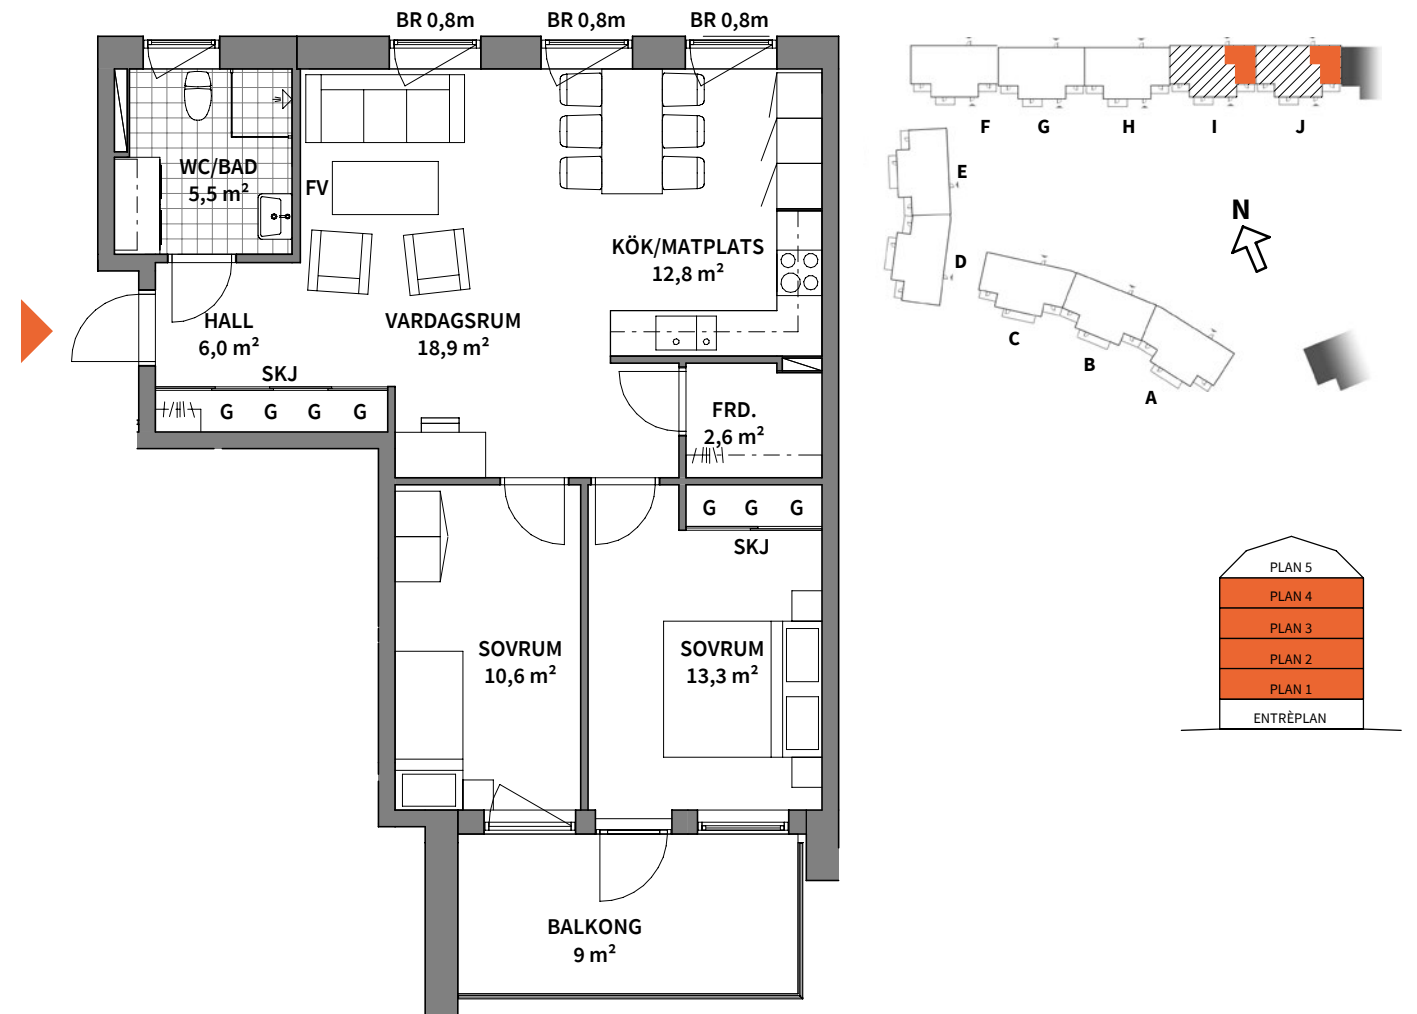 BR 0,8m
BR 0,8m
BR 0,8m
WC/BAD
5,5 m²
FV
KÖK/MATPLATS
12,8 m²
HALL
6,0 m²
VARDAGSRUM
18,9 m²
SKJ
G G G G
FRD.
2,6 m²
G G G
SKJ
SOVRUM
10,6 m²
SOVRUM
13,3 m²
BALKONG
9 m²
F G H I J
E
D
C
B
A
N
PLAN 5
PLAN 4
PLAN 3
PLAN 2
PLAN 1
ENTRÈPLAN